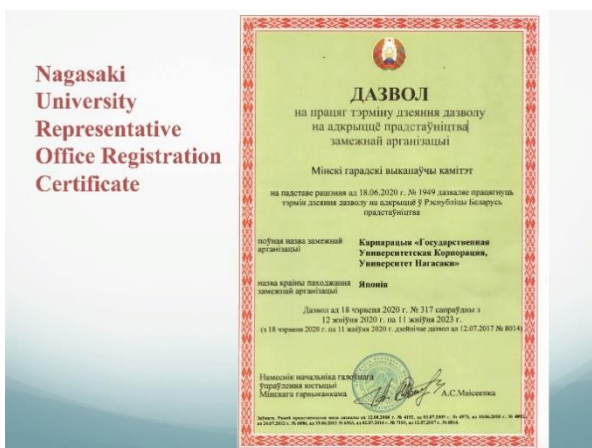 Nagasaki
University
Representative
Office Registration
Certificate
ДАЗВОЛ
на працяг тэрміну дзеяння дазволу
на адкрыццё прадстаўніцтва
замежнай арганізацыі
Мінскі гарадскі выканаўчы камітэт
на падставе рашэння ад 18.06.2020 г. № 1949 дазваляе працягнуць
тэрмін дзеяння дазволу на адкрыццё ў Рэспубліцы Беларусь
прадстаўніцтва
поўная назва замежнай
арганізацыі
Карпарацыя «Государственная
Университетская Корпорация,
Университет Нагасаки»
назва краіны паходжання
замежнай арганізацыі
Японія
Дазвол ад 18 чэрвеня 2020 г. № 317 сапраўдны з
12 жніўня 2020 г. па 11 жніўня 2023 г.
(з 18 чэрвеня 2020 г. па 11 жніўня 2020 г. дзейнічае дазвол ад 12.07.2017 № 8014)
Намеснік начальніка галоўнага
ўпраўлення юстыцыі
Мінскага гарвыканкама
А.С.Маісеенка